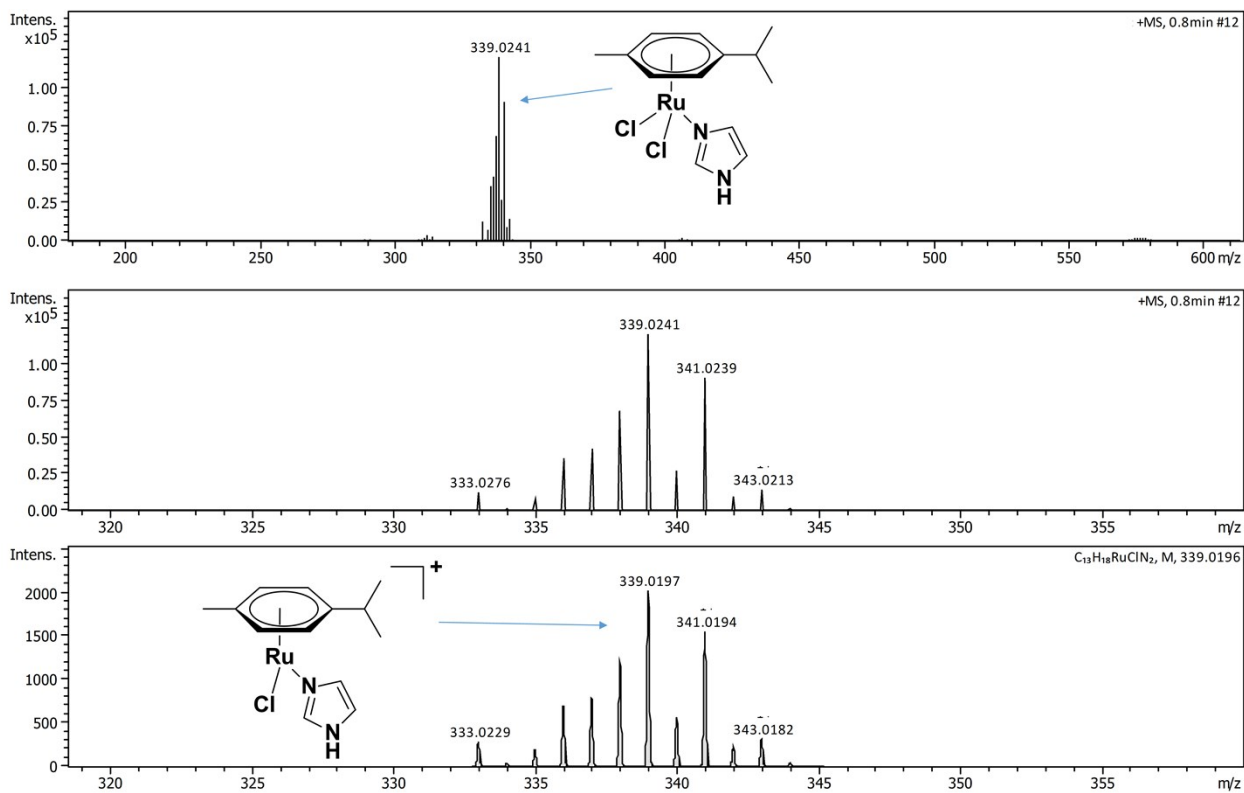 Intens.
x10⁵
+MS, 0.8min #12
339.0241
1.00
0.75
0.50
0.25
0.00
Ru
Cl
Cl
N
N
H
200 250 300 350 400 450 500 550 600 m/z
Intens.
x10⁵
+MS, 0.8min #12
339.0241
341.0239
1.00
0.75
0.50
0.25
0.00
333.0276
343.0213
320 325 330 335 340 345 350 355 m/z
Intens.
C₁₃H₁₈RuClN₂, M, 339.0196
+
339.0197
2000
341.0194
1500
1000
500
0
Ru
Cl
N
N
H
333.0229
343.0182
320 325 330 335 340 345 350 355 m/z